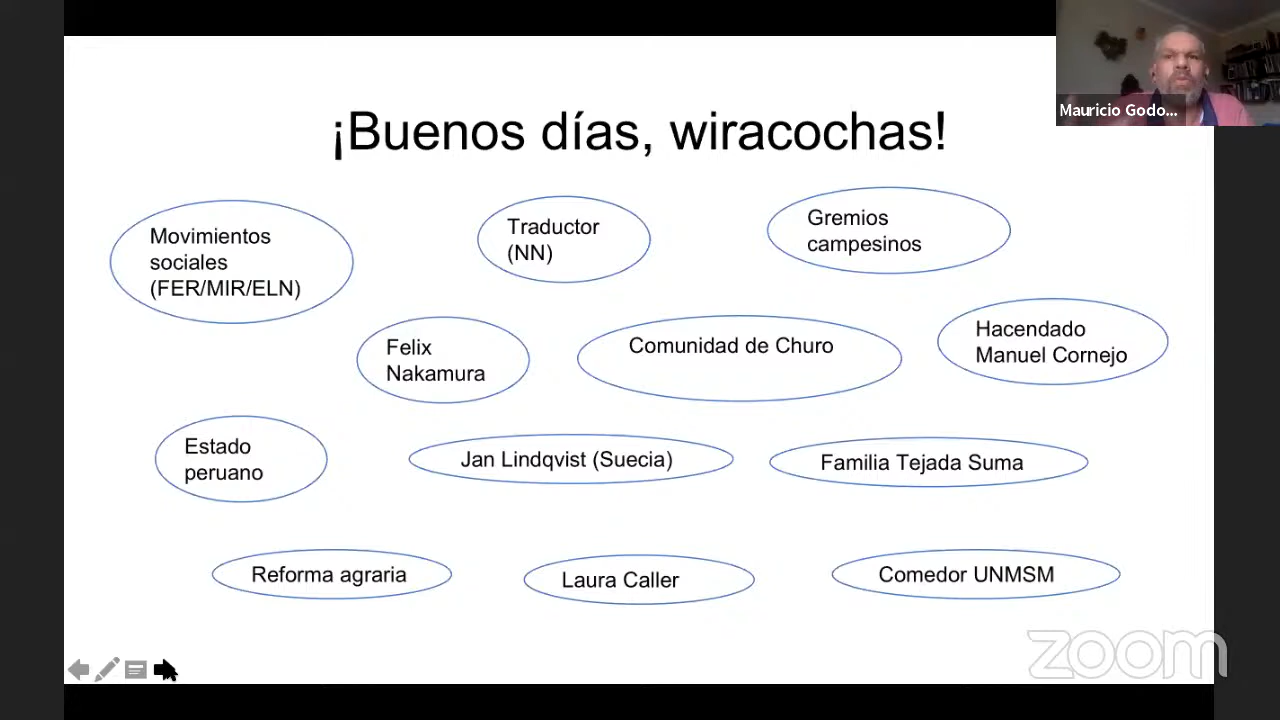 ¡Buenos días, wiracochas!
Mauricio Godo...
Movimientos
sociales
(FER/MIR/ELN)
Traductor
(NN)
Gremios
campesinos
Felix
Nakamura
Comunidad de Churo
Hacendado
Manuel Cornejo
Estado
peruano
Jan Lindqvist (Suecia)
Familia Tejada Suma
Reforma agraria
Laura Caller
Comedor UNMSM
zoom